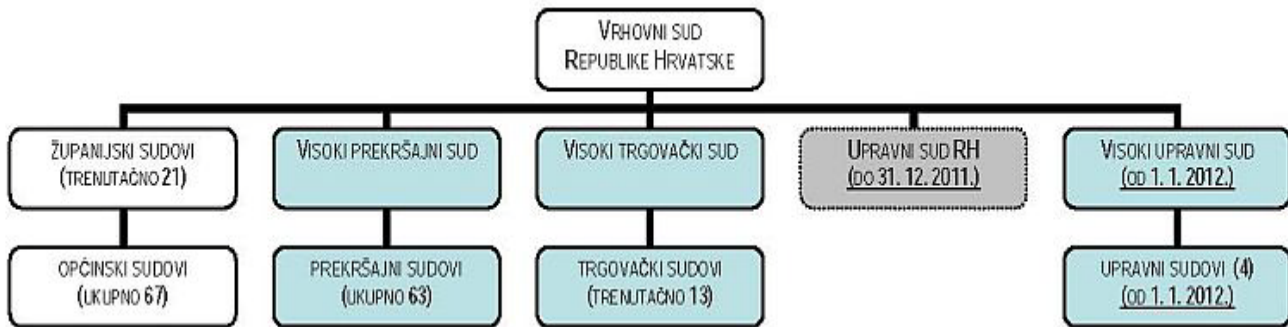 VRHOVNI SUD
REPUBLIKE HRVATSKE
ŽUPANIJSKI SUDOVI
(TRENUTAČNO 21)
VISOKI PREKRŠAJNI SUD
VISOKI TRGOVAČKI SUD
UPRAVNI SUD RH
(DO 31. 12. 2011.)
VISOKI UPRAVNI SUD
(OD 1. 1. 2012.)
OPĆINSKI SUDOVI
(UKUPNO 67)
PREKRŠAJNI SUDOVI
(UKUPNO 63)
TRGOVAČKI SUDOVI
(TRENUTAČNO 13)
UPRAVNI SUDOVI (4)
(OD 1. 1. 2012.)